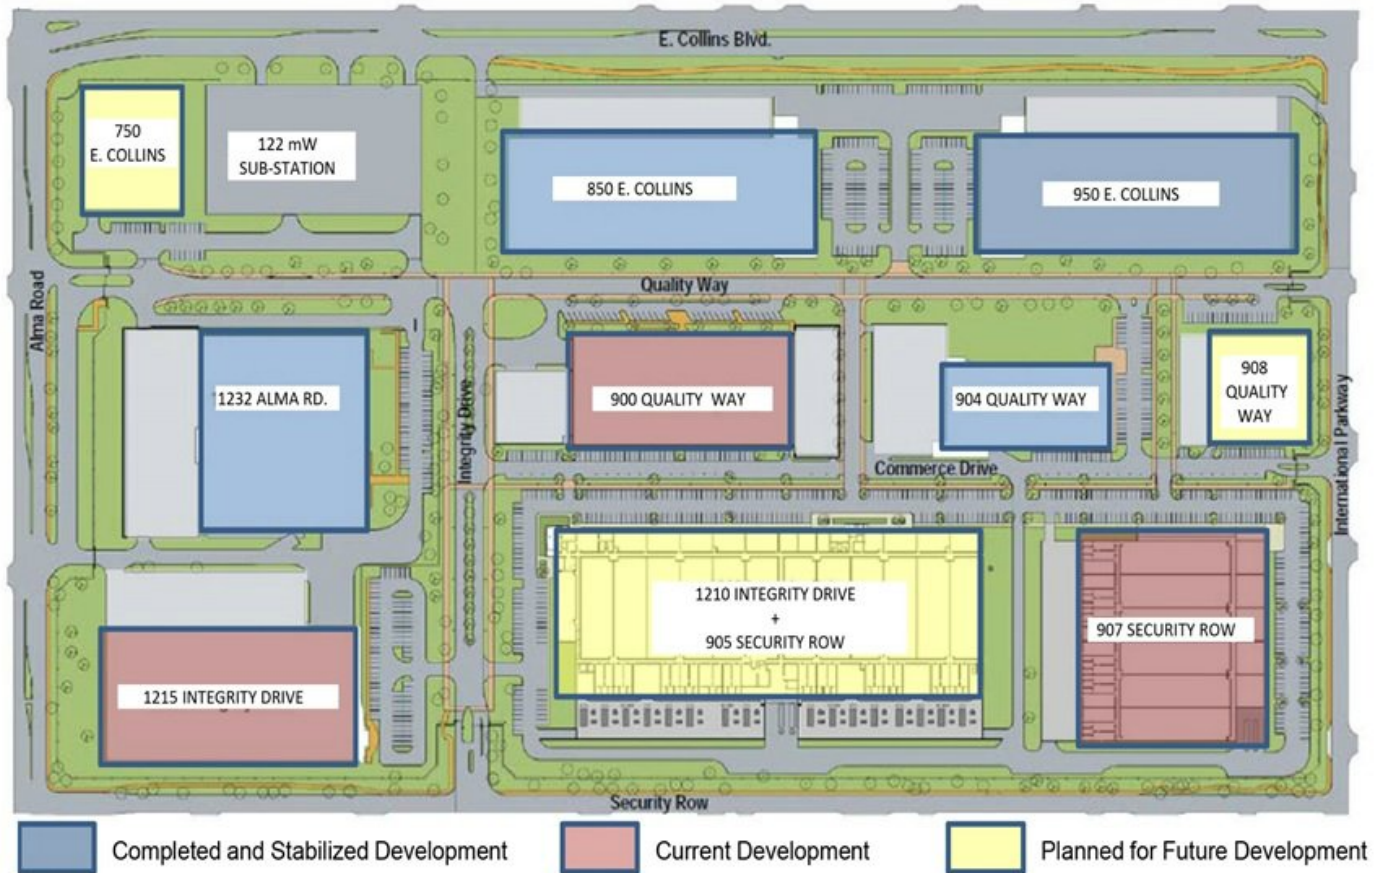 E. Collins Blvd.
750
E. COLLINS
122 mW
SUB-STATION
850 E. COLLINS
950 E. COLLINS
Alma Road
Quality Way
1232 ALMA RD.
Integrity Drive
900 QUALITY WAY
904 QUALITY WAY
908
QUALITY
WAY
International Parkway
Commerce Drive
1210 INTEGRITY DRIVE
+
905 SECURITY ROW
907 SECURITY ROW
1215 INTEGRITY DRIVE
Security Row
Completed and Stabilized Development
Current Development
Planned for Future Development